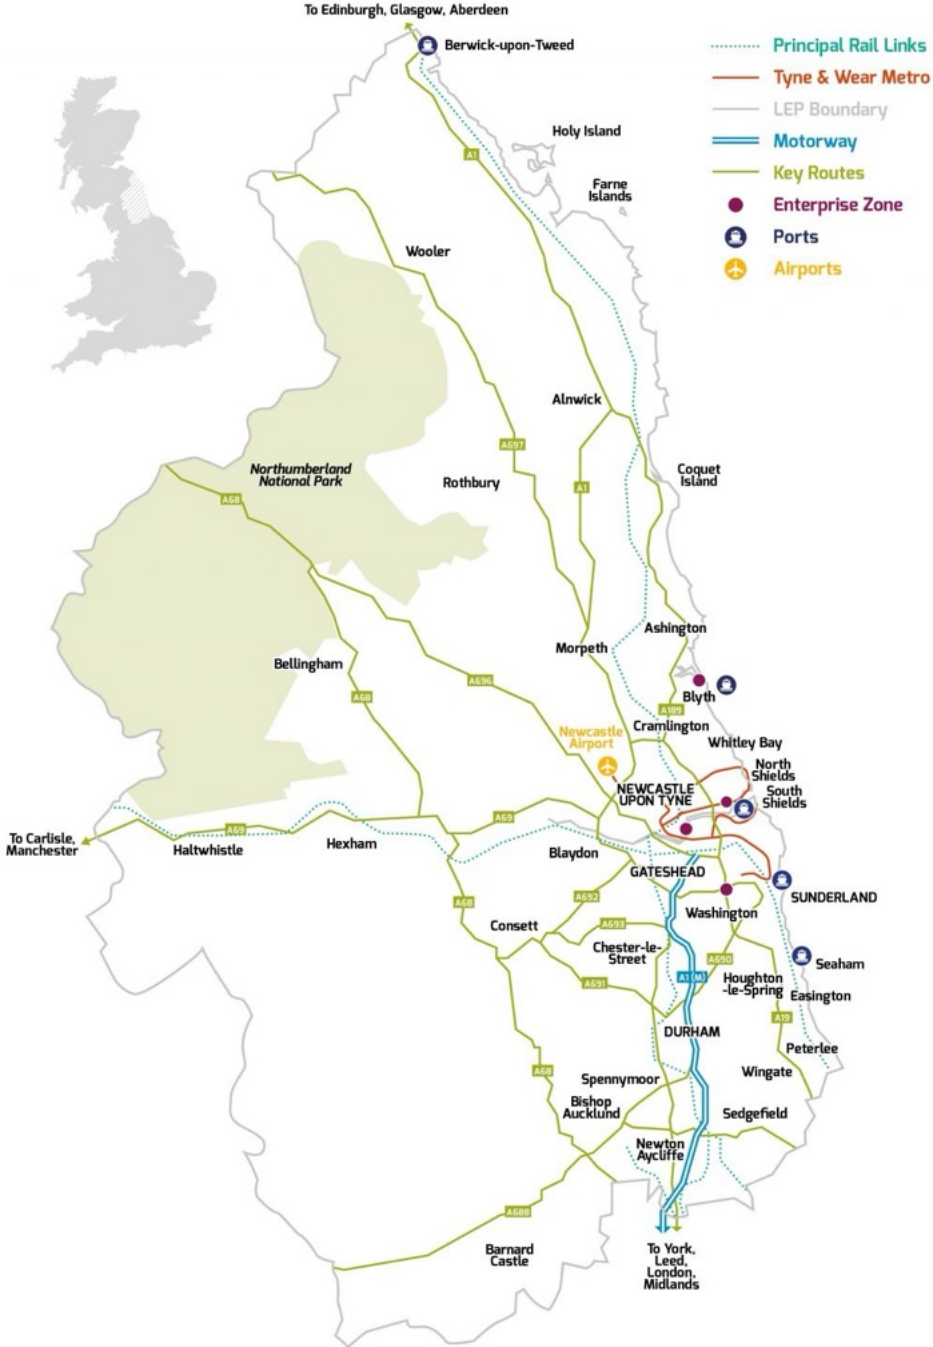 To Edinburgh, Glasgow, Aberdeen
Berwick-upon-Tweed
Principal Rail Links
Tyne & Wear Metro
LEP Boundary
Motorway
Key Routes
Enterprise Zone
Ports
Airports
A1
Holy Island
Farne
Islands
Wooler
Alnwick
A697
Northumberland
National Park
Rothbury
A1
Coquet
Island
A68
Ashington
Morpeth
Bellingham
A696
A68
Blyth
A189
Cramlington
Newcastle
Airport
Whitley Bay
North
Shields
South
Shields
NEWCASTLE
UPON TYNE
A69
A69
To Carlisle,
Manchester
Haltwhistle
Hexham
Blaydon
GATESHEAD
SUNDERLAND
A68
A692
Washington
Consett
A693
Chester-le-
Street
A690
Seaham
A1(M)
A691
Houghton
-le-Spring
Easington
A19
DURHAM
Peterlee
Wingate
A68
Spennymoor
Bishop
Aucklund
Sedgefield
Newton
Aycliffe
A688
Barnard
Castle
To York,
Leed,
London,
Midlands